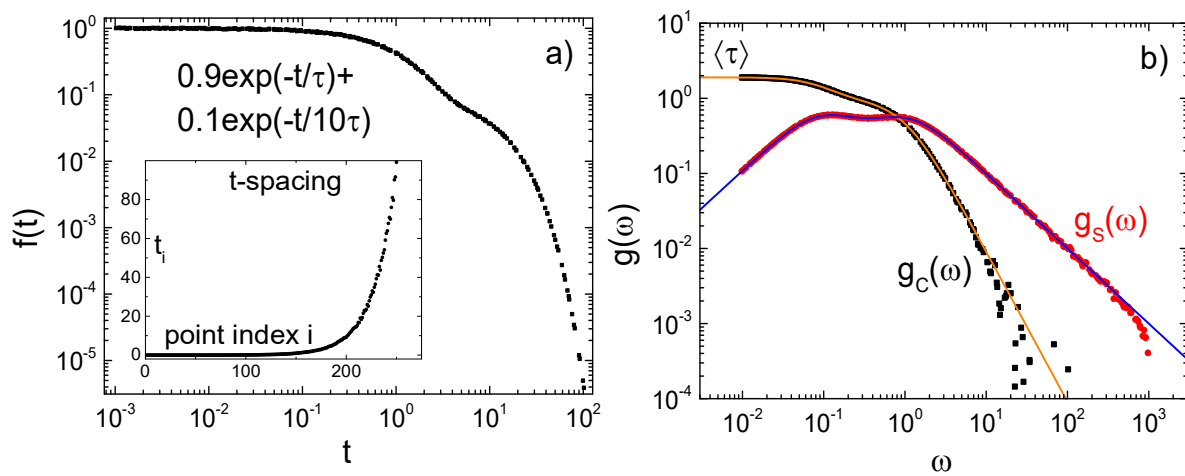 a)
0.9exp(-t/τ)+
0.1exp(-t/10τ)
t-spacing
t_i
point index i
80
60
40
20
0
0 100 200
f(t)
10^0
10^-1
10^-2
10^-3
10^-4
10^-5
10^-3 10^-2 10^-1 10^0 10^1 10^2
t
b)
⟨τ⟩
g_S(ω)
g_C(ω)
g(ω)
10^1
10^0
10^-1
10^-2
10^-3
10^-4
10^-2 10^-1 10^0 10^1 10^2 10^3
ω